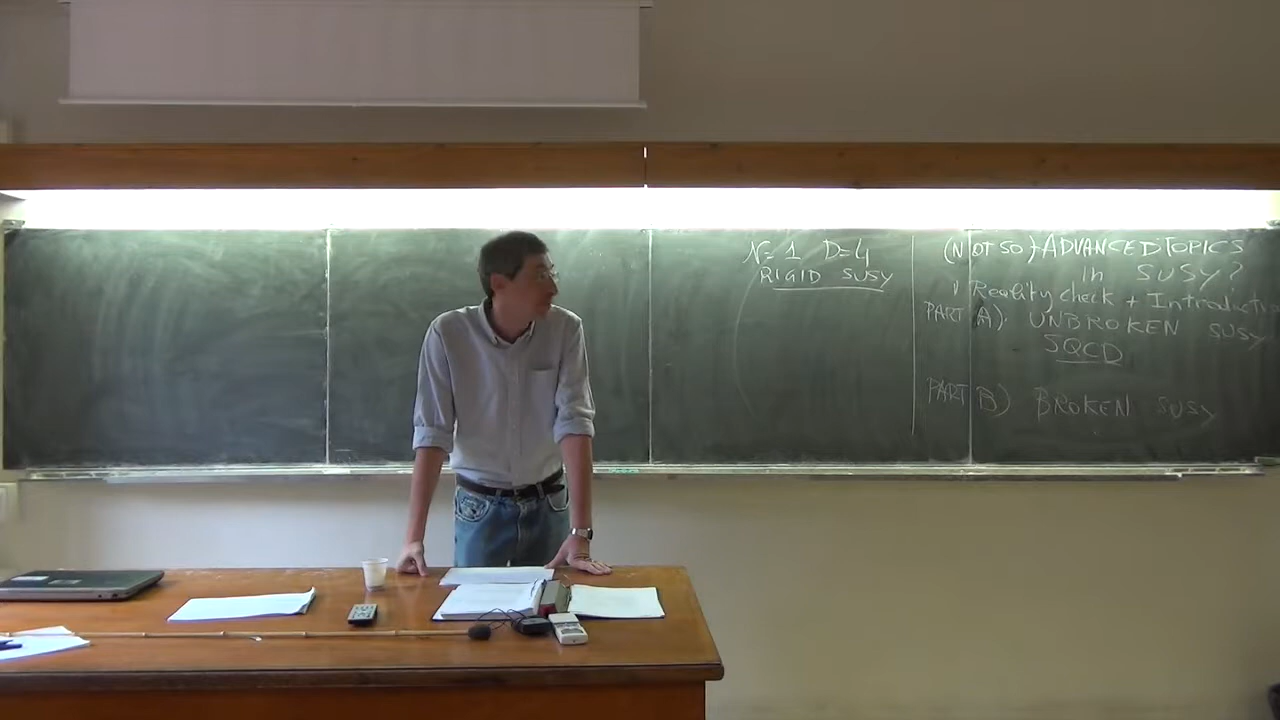 N=1 D=4
RIGID SUSY
(NOT SO) ADVANCED TOPICS
in SUSY?
Reality check + Introducti
PART A): UNBROKEN SUSY
SQCD
PART B) BROKEN SUSY